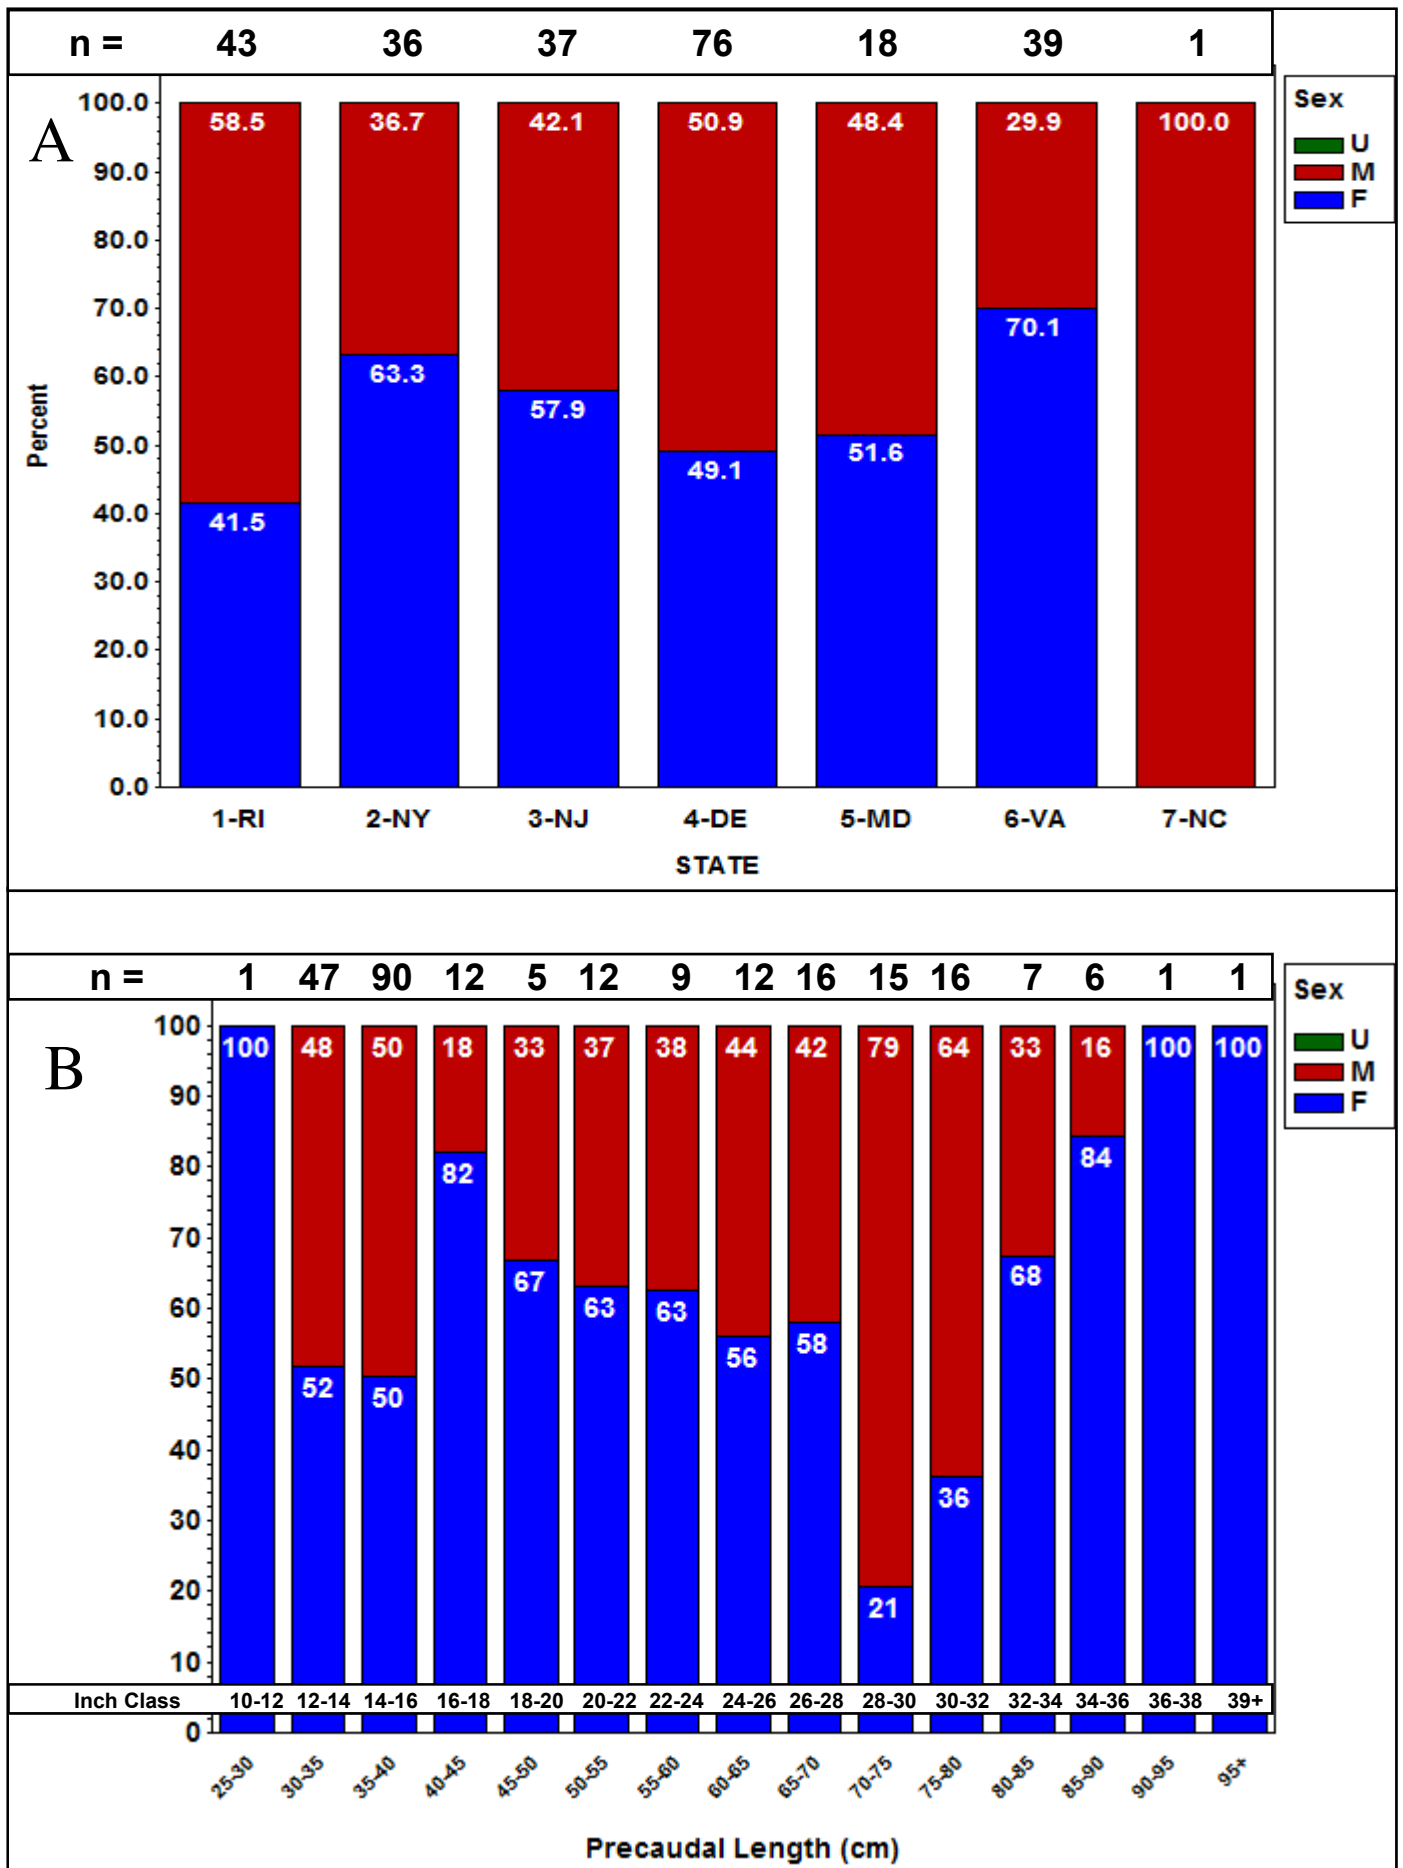 n = 43 36 37 76 18 39 1
A
Sex
U
M
F
100.0
90.0
80.0
70.0
60.0
50.0
40.0
30.0
20.0
10.0
0.0
Percent
58.5 36.7 42.1 50.9 48.4 29.9 100.0
41.5 63.3 57.9 49.1 51.6 70.1
1-RI 2-NY 3-NJ 4-DE 5-MD 6-VA 7-NC
STATE
n = 1 47 90 12 5 12 9 12 16 15 16 7 6 1 1
B
Sex
U
M
F
100
90
80
70
60
50
40
30
20
10
0
100 48 50 18 33 37 38 44 42 79 64 33 16 100 100
52 50 82 67 63 63 56 58 21 36 68 84
Inch Class 10-12 12-14 14-16 16-18 18-20 20-22 22-24 24-26 26-28 28-30 30-32 32-34 34-36 36-38 39+
25-30 30-35 35-40 40-45 45-50 50-55 55-60 60-65 65-70 70-75 75-80 80-85 85-90 90-95 95+
Precaudal Length (cm)